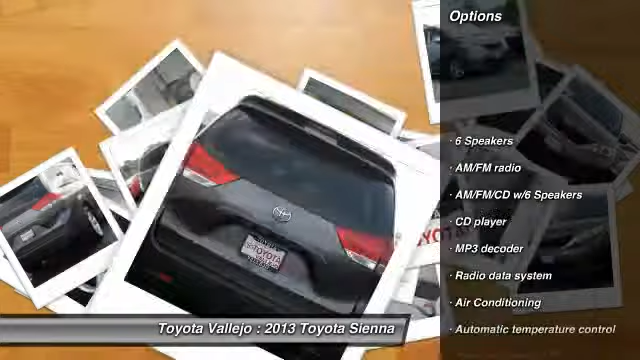 Options
· 6 Speakers
· AM/FM radio
· AM/FM/CD w/6 Speakers
· CD player
· MP3 decoder
· Radio data system
· Air Conditioning
· Automatic temperature control
TOYOTA
Toyota Vallejo : 2013 Toyota Sienna